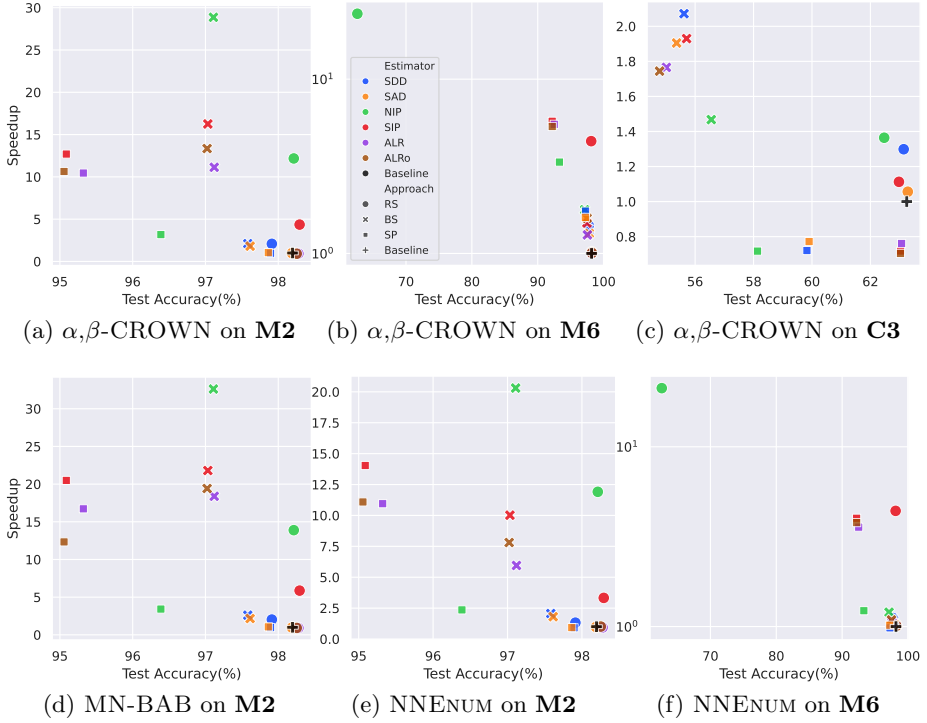 Speedup
30
25
20
15
10
5
0
95 96 97 98
Test Accuracy(%)
(a) α,β-CROWN on M2
10¹
10⁰
Estimator
SDD
SAD
NIP
SIP
ALR
ALRo
Baseline
Approach
RS
BS
SP
Baseline
70 80 90 100
Test Accuracy(%)
(b) α,β-CROWN on M6
2.0
1.8
1.6
1.4
1.2
1.0
0.8
56 58 60 62
Test Accuracy(%)
(c) α,β-CROWN on C3
Speedup
30
25
20
15
10
5
0
95 96 97 98
Test Accuracy(%)
(d) MN-BAB on M2
20.0
17.5
15.0
12.5
10.0
7.5
5.0
2.5
0.0
95 96 97 98
Test Accuracy(%)
(e) NNENUM on M2
10¹
10⁰
70 80 90 100
Test Accuracy(%)
(f) NNENUM on M6